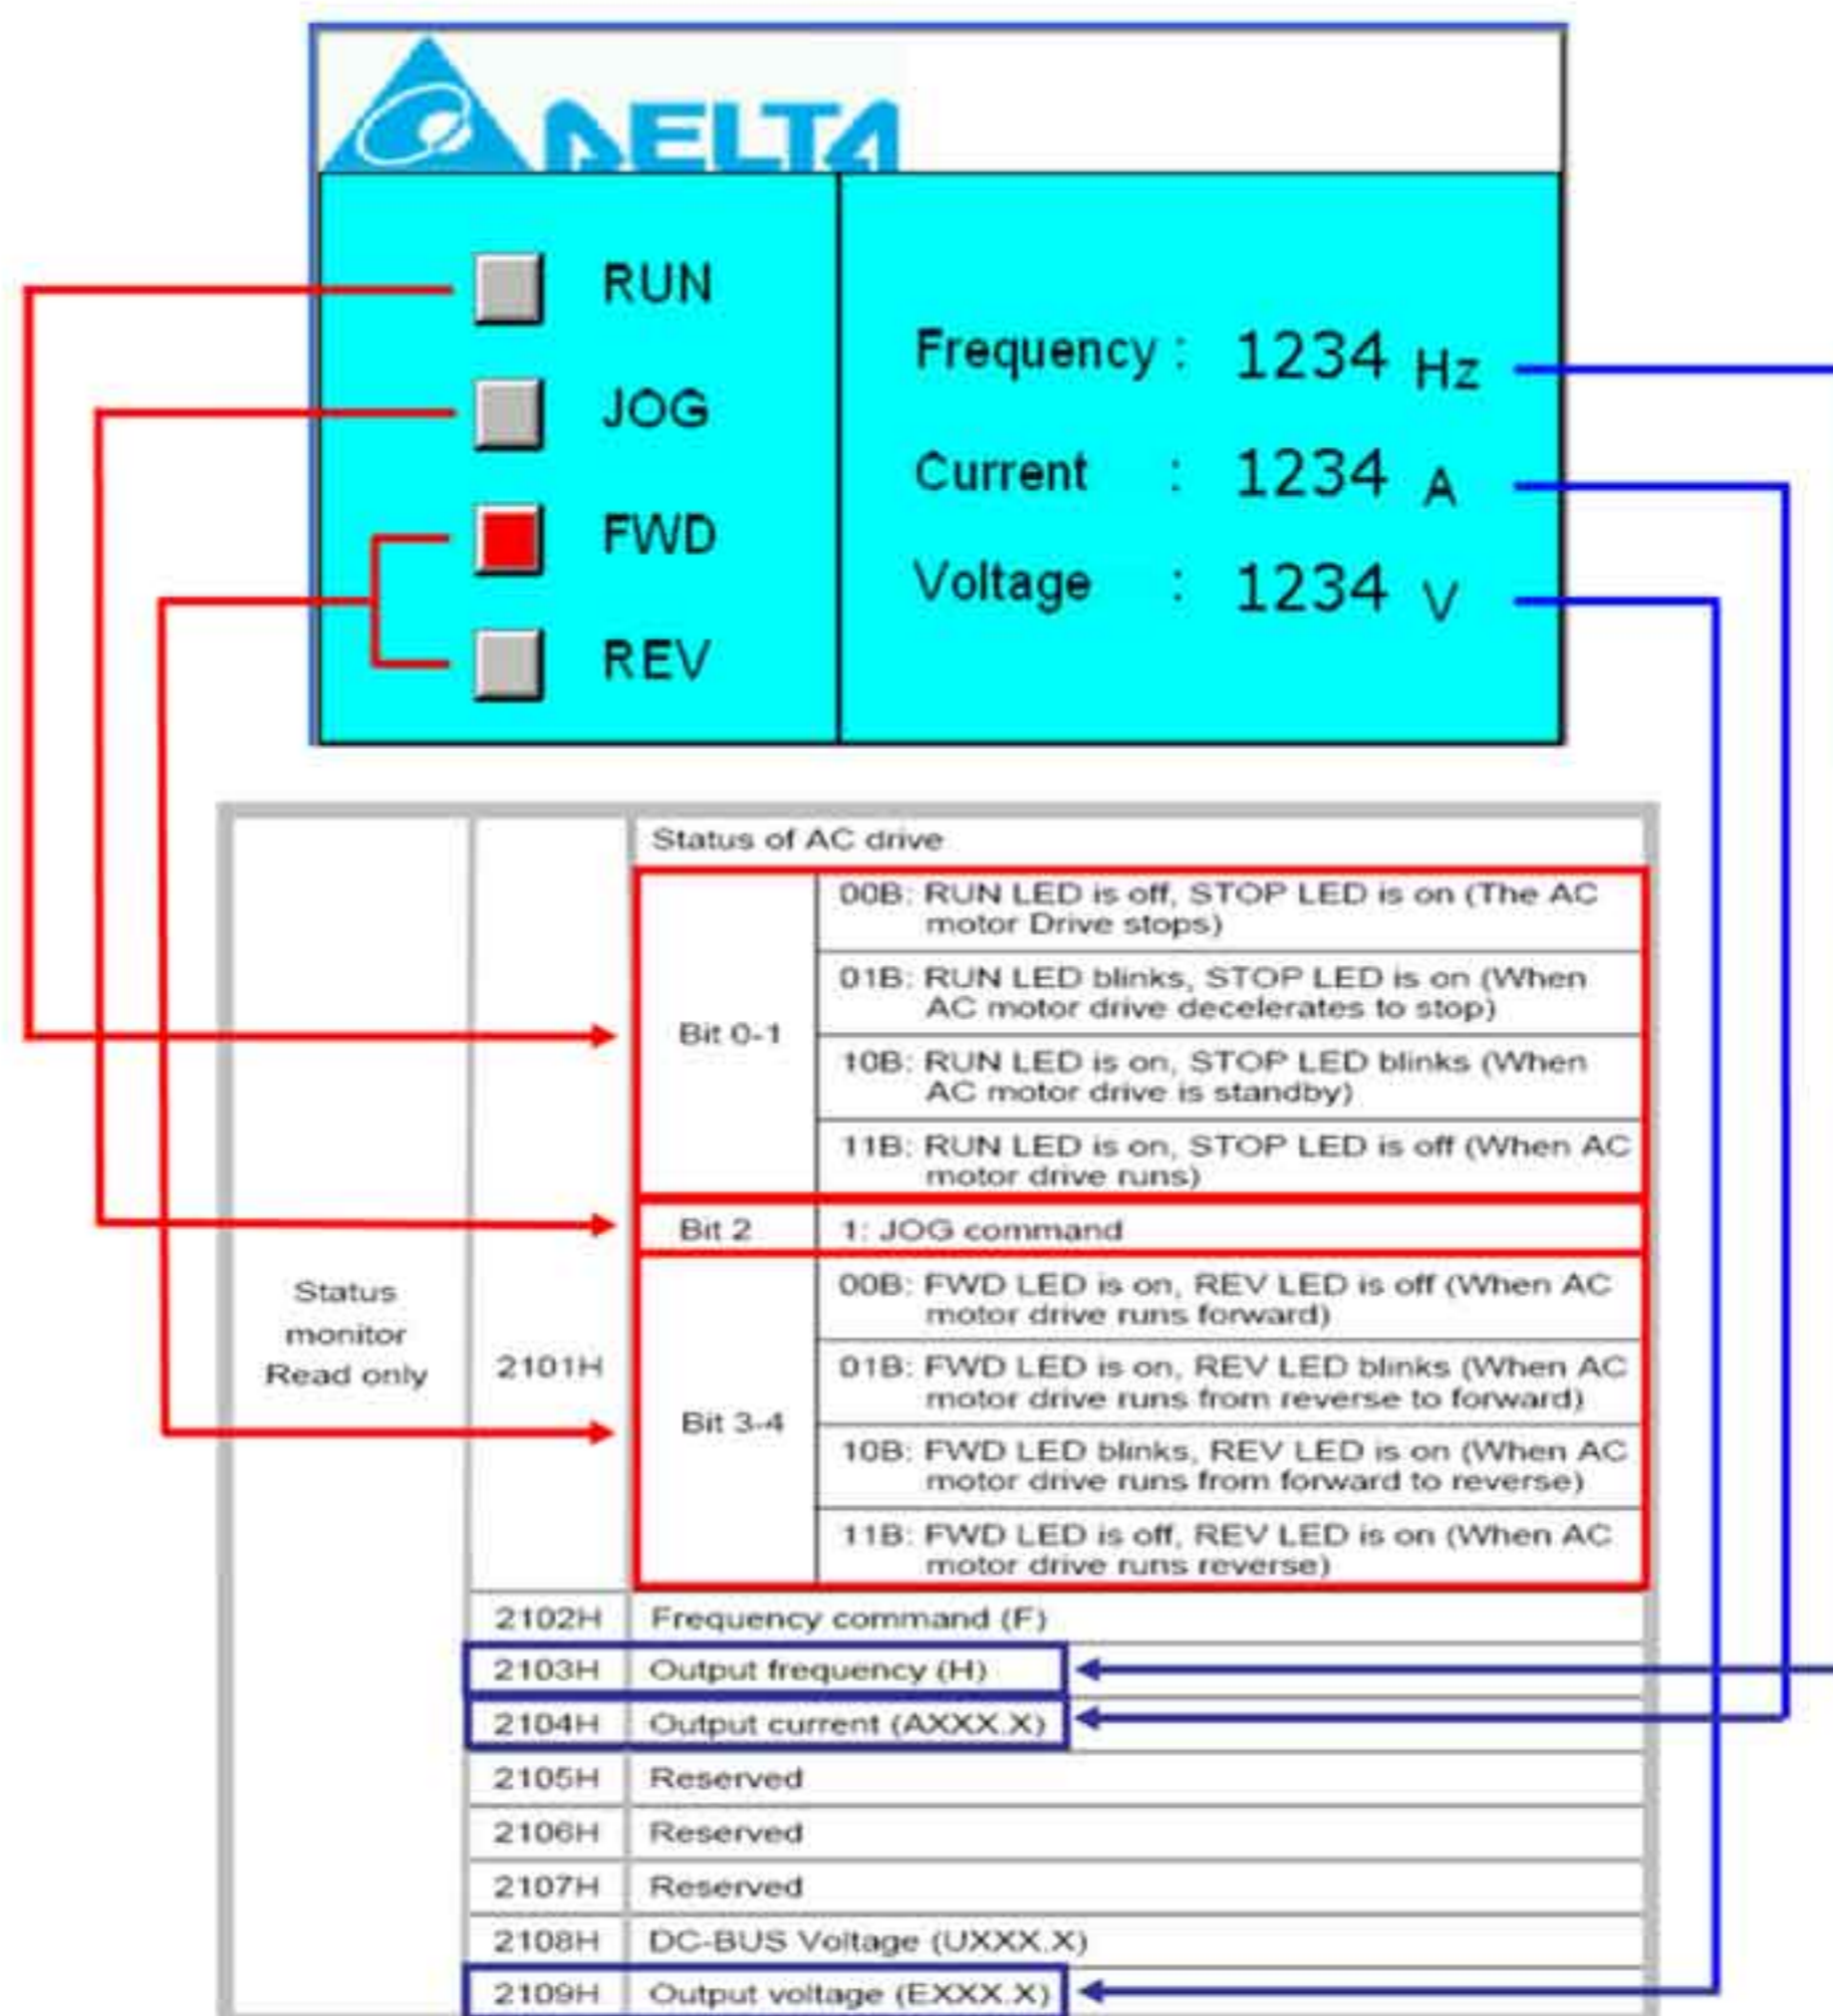 DELTA
RUN
JOG
FWD
REV
Frequency : 1234 Hz
Current : 1234 A
Voltage : 1234 V
Status of AC drive
Status
monitor
Read only
2101H
Bit 0-1
00B: RUN LED is off, STOP LED is on (The AC
motor Drive stops)
01B: RUN LED blinks, STOP LED is on (When
AC motor drive decelerates to stop)
10B: RUN LED is on, STOP LED blinks (When
AC motor drive is standby)
11B: RUN LED is on, STOP LED is off (When AC
motor drive runs)
Bit 2
1: JOG command
Bit 3-4
00B: FWD LED is on, REV LED is off (When AC
motor drive runs forward)
01B: FWD LED is on, REV LED blinks (When AC
motor drive runs from reverse to forward)
10B: FWD LED blinks, REV LED is on (When AC
motor drive runs from forward to reverse)
11B: FWD LED is off, REV LED is on (When AC
motor drive runs reverse)
2102H Frequency command (F)
2103H Output frequency (H)
2104H Output current (AXXX.X)
2105H Reserved
2106H Reserved
2107H Reserved
2108H DC-BUS Voltage (UXXX.X)
2109H Output voltage (EXXX.X)